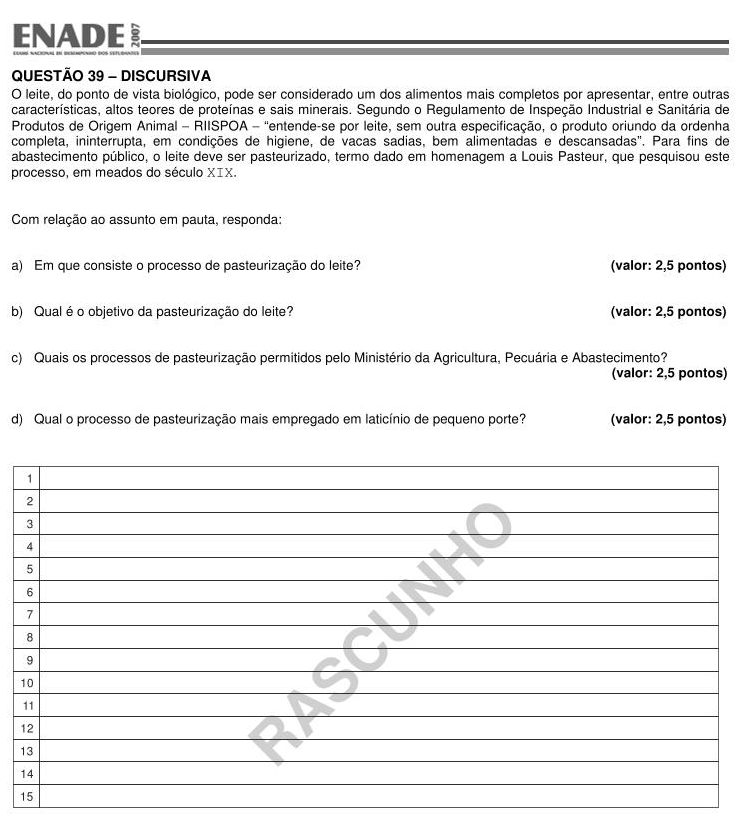 ENADE 2007
EXAME NACIONAL DE DESEMPENHO DOS ESTUDANTES
QUESTÃO 39 – DISCURSIVA
O leite, do ponto de vista biológico, pode ser considerado um dos alimentos mais completos por apresentar, entre outras
características, altos teores de proteínas e sais minerais. Segundo o Regulamento de Inspeção Industrial e Sanitária de
Produtos de Origem Animal – RIISPOA – “entende-se por leite, sem outra especificação, o produto oriundo da ordenha
completa, ininterrupta, em condições de higiene, de vacas sadias, bem alimentadas e descansadas”. Para fins de
abastecimento público, o leite deve ser pasteurizado, termo dado em homenagem a Louis Pasteur, que pesquisou este
processo, em meados do século XIX.
Com relação ao assunto em pauta, responda:
a) Em que consiste o processo de pasteurização do leite? (valor: 2,5 pontos)
b) Qual é o objetivo da pasteurização do leite? (valor: 2,5 pontos)
c) Quais os processos de pasteurização permitidos pelo Ministério da Agricultura, Pecuária e Abastecimento?
(valor: 2,5 pontos)
d) Qual o processo de pasteurização mais empregado em laticínio de pequeno porte? (valor: 2,5 pontos)
1
2
3
4
5
6
7
8
9
10
11
12
13
14
15
RASCUNHO